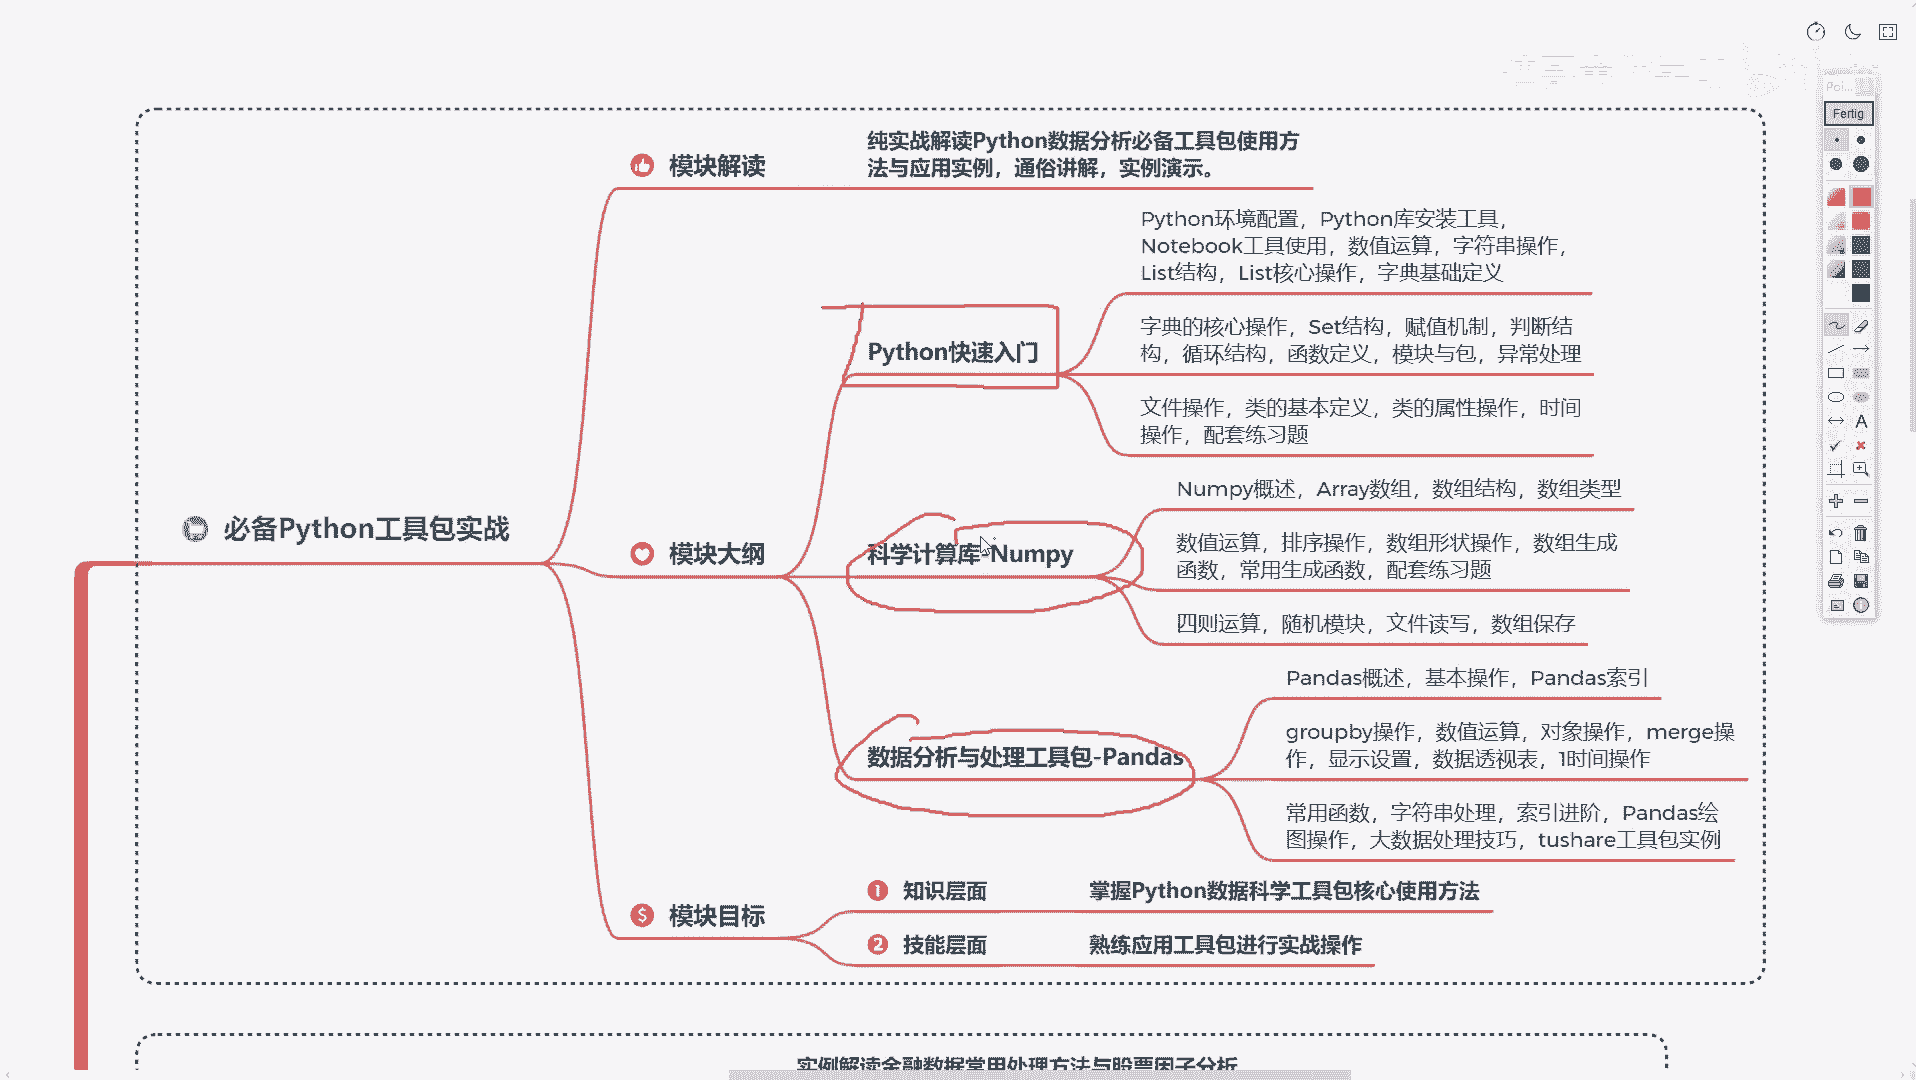 Fertig
模块解读
纯实战解读Python数据分析必备工具包使用方
法与应用实例，通俗讲解，实例演示。
Python环境配置，Python库安装工具，
Notebook工具使用，数值运算，字符串操作，
List结构，List核心操作，字典基础定义
Python快速入门
字典的核心操作，Set结构，赋值机制，判断结
构，循环结构，函数定义，模块与包，异常处理
文件操作，类的基本定义，类的属性操作，时间
操作，配套练习题
必备Python工具包实战
模块大纲
科学计算库-Numpy
Numpy概述，Array数组，数组结构，数组类型
数值运算，排序操作，数组形状操作，数组生成
函数，常用生成函数，配套练习题
四则运算，随机模块，文件读写，数组保存
数据分析与处理工具包-Pandas
Pandas概述，基本操作，Pandas索引
groupby操作，数值运算，对象操作，merge操
作，显示设置，数据透视表，1时间操作
常用函数，字符串处理，索引进阶，Pandas绘
图操作，大数据处理技巧，tushare工具包实例
模块目标
1 知识层面 掌握Python数据科学工具包核心使用方法
2 技能层面 熟练应用工具包进行实战操作
实例解读金融数据常用处理方法与股票因子分析